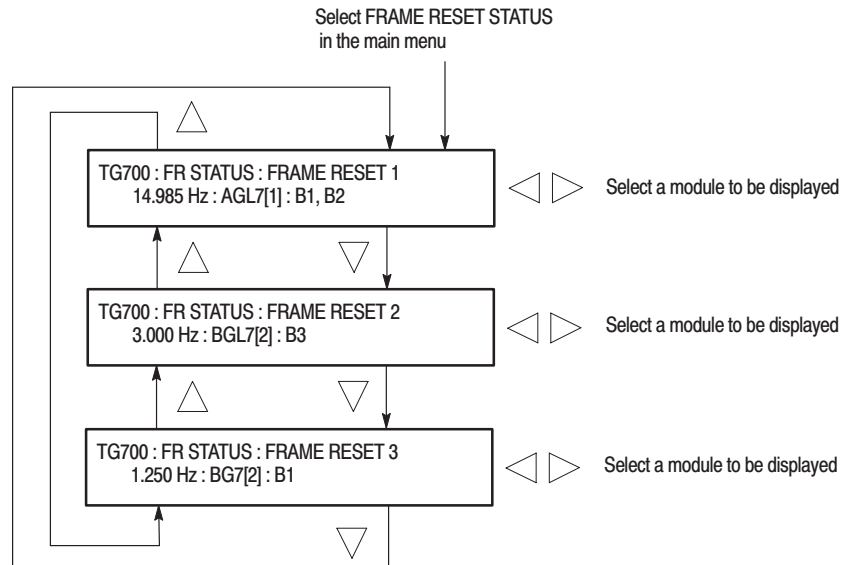 Select FRAME RESET STATUS
in the main menu
TG700 : FR STATUS : FRAME RESET 1
14.985 Hz : AGL7[1] : B1, B2
Select a module to be displayed
TG700 : FR STATUS : FRAME RESET 2
3.000 Hz : BGL7[2] : B3
Select a module to be displayed
TG700 : FR STATUS : FRAME RESET 3
1.250 Hz : BG7[2] : B1
Select a module to be displayed